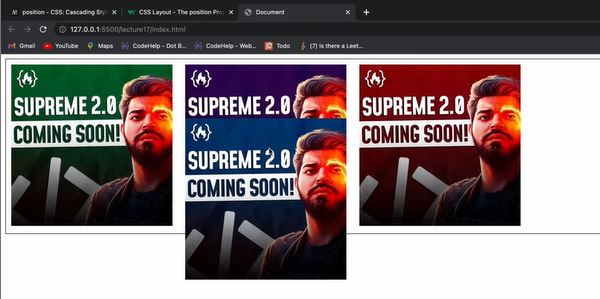 position - CSS: Cascading Sty
CSS Layout - The position Pro
Document
127.0.0.1:5500/lecture17/index.html
Gmail
YouTube
Maps
CodeHelp - Dot B...
CodeHelp - Web...
Todo
(7) Is there a Leet...
SUPREME 2.0
COMING SOON!
SUPREME 2.0
SUPREME 2.0
COMING SOON!
SUPREME 2.0
COMING SOON!